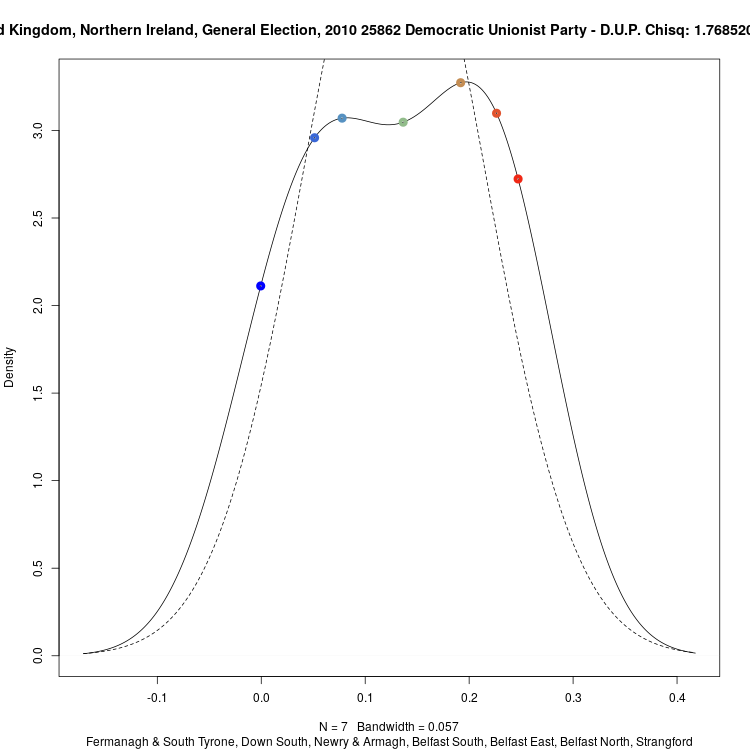 Kingdom, Northern Ireland, General Election, 2010 25862 Democratic Unionist Party - D.U.P. Chisq: 1.768520
Density
3.0
2.5
2.0
1.5
1.0
0.5
0.0
-0.1 0.0 0.1 0.2 0.3 0.4
N = 7 Bandwidth = 0.057
Fermanagh & South Tyrone, Down South, Newry & Armagh, Belfast South, Belfast East, Belfast North, Strangford